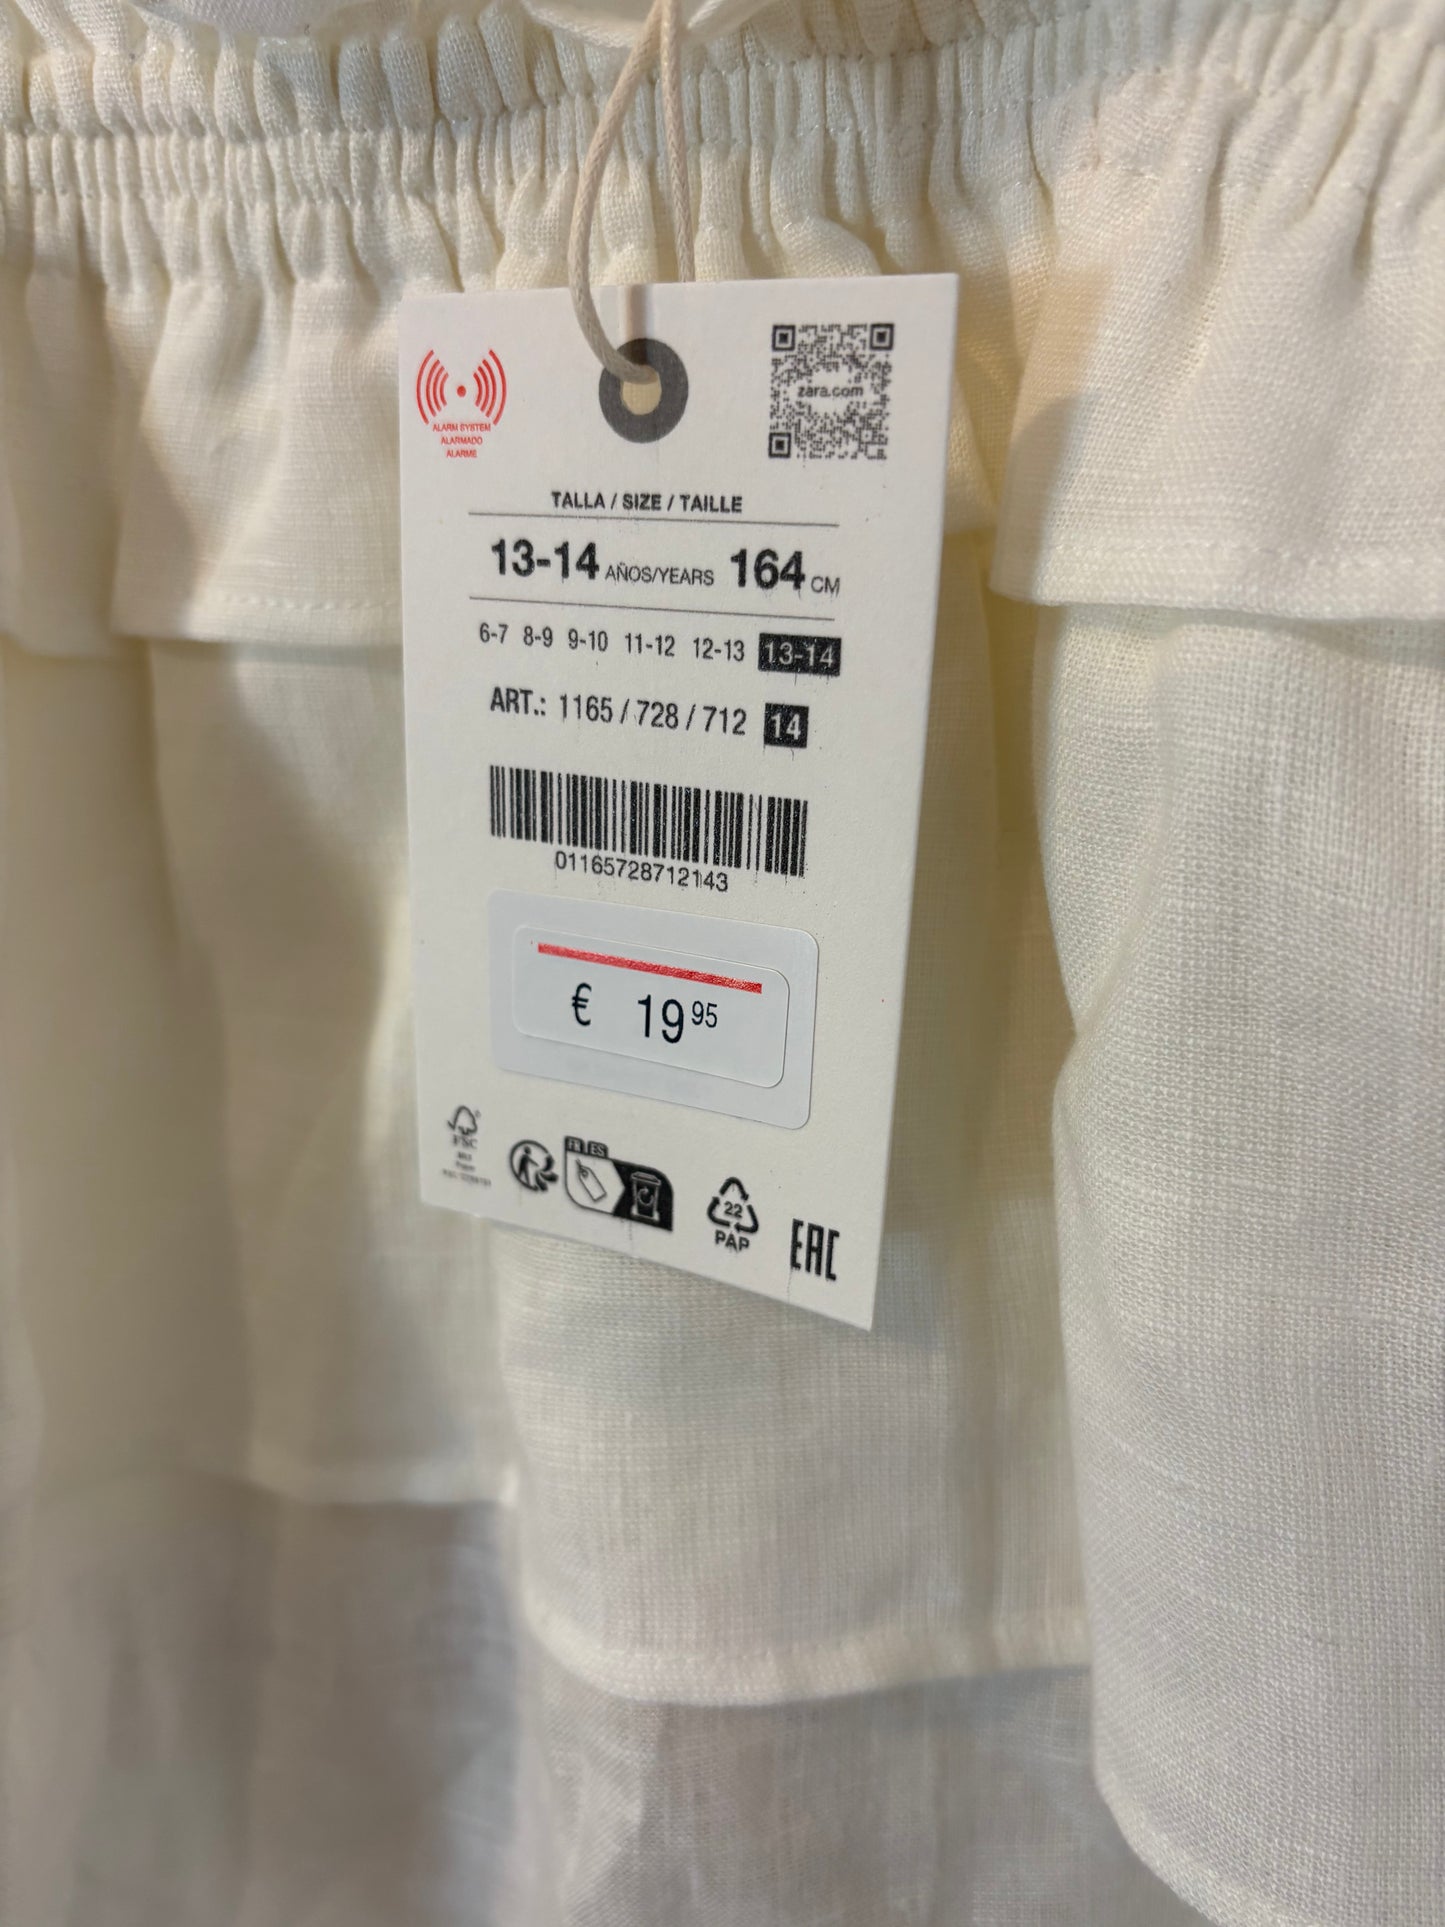 zara.com
ALARM SYSTEM
ALARMADO
ALARME
TALLA / SIZE / TAILLE
13-14 AÑOS/YEARS 164 CM
6-7 8-9 9-10 11-12 12-13 13-14
ART.: 1165 / 728 / 712 14
01165728712143
€ 19 95
FSC
FR ES
22
PAP
EAC